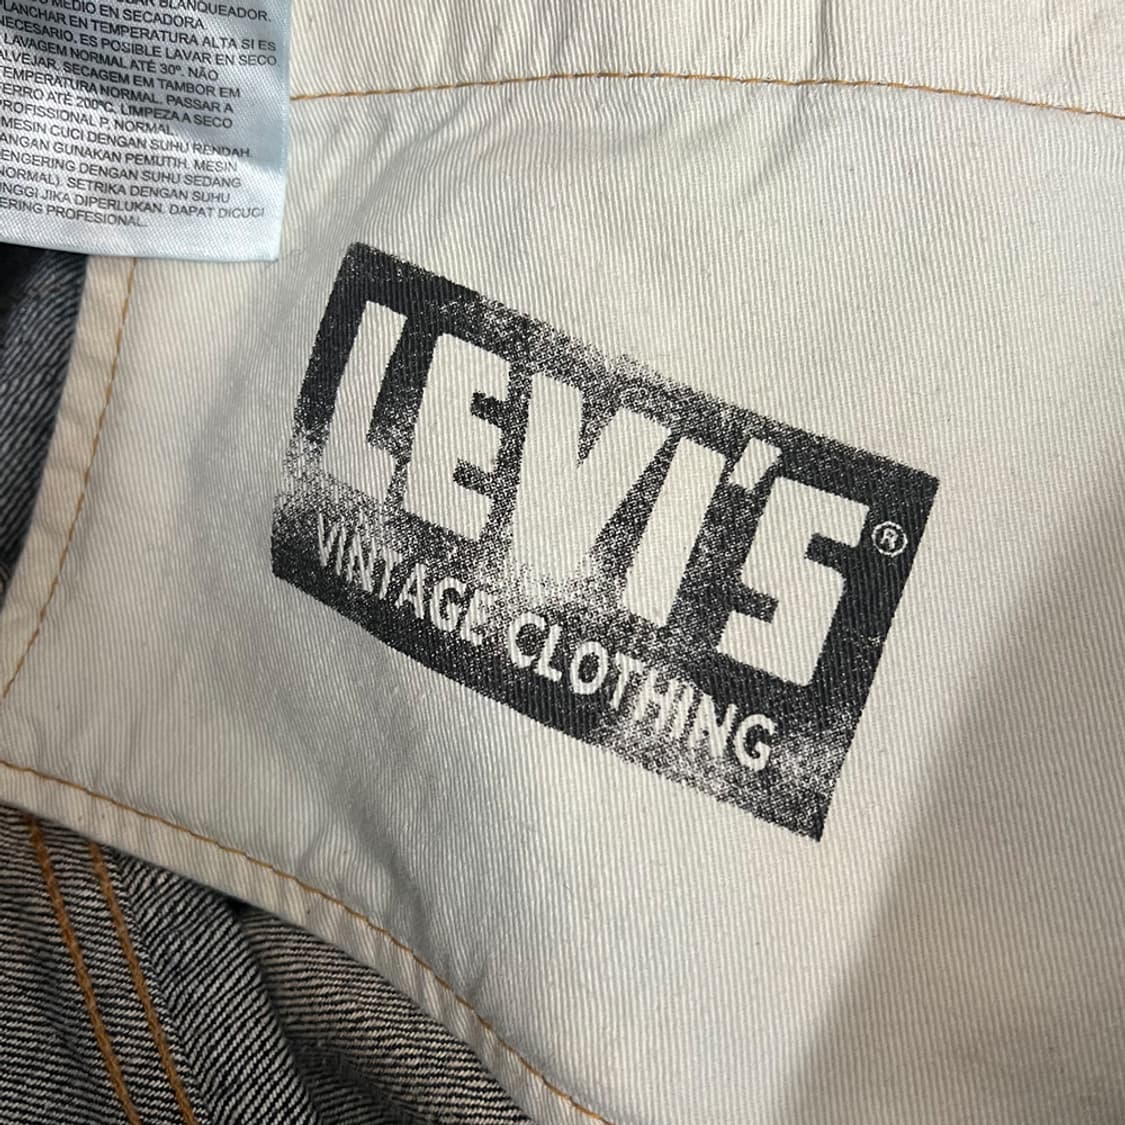 BLANQUEADOR.
MEDIO EN SECADORA.
PLANCHAR EN TEMPERATURA ALTA SI ES
NECESARIO. ES POSIBLE LAVAR EN SECO
LAVAGEM NORMAL ATÉ 30º. NÃO
ALVEJAR. SECAGEM EM TAMBOR EM
TEMPERATURA NORMAL. PASSAR A
FERRO ATÉ 200ºC. LIMPEZA A SECO
PROFISSIONAL P, NORMAL.
MESIN CUCI DENGAN SUHU RENDAH.
JANGAN GUNAKAN PEMUTIH. MESIN
PENGERING DENGAN SUHU SEDANG
(NORMAL). SETRIKA DENGAN SUHU
TINGGI JIKA DIPERLUKAN. DAPAT DICUCI
KERING PROFESIONAL.
LEVI'S®
VINTAGE CLOTHING